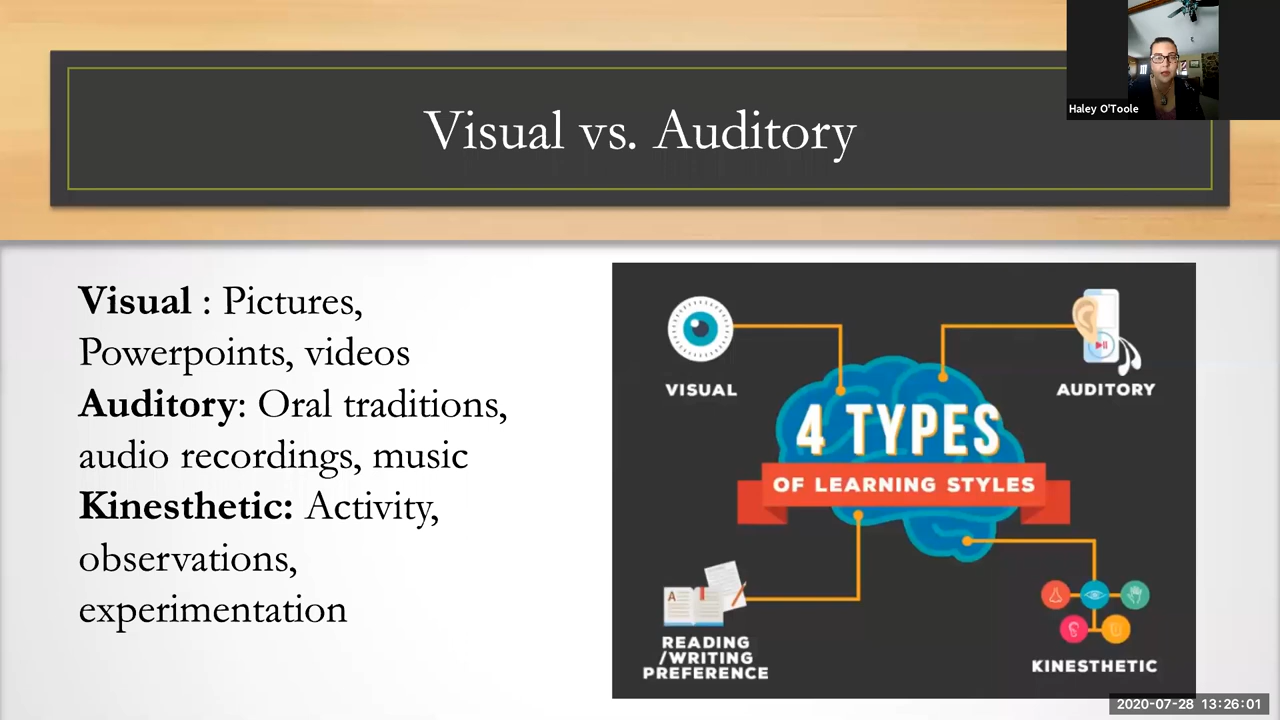 Haley O'Toole
Visual vs. Auditory
Visual : Pictures,
Powerpoints, videos
Auditory: Oral traditions,
audio recordings, music
Kinesthetic: Activity,
observations,
experimentation
VISUAL
AUDITORY
4 TYPES
OF LEARNING STYLES
A
READING
/WRITING
PREFERENCE
KINESTHETIC
2020-07-28 13:26:01